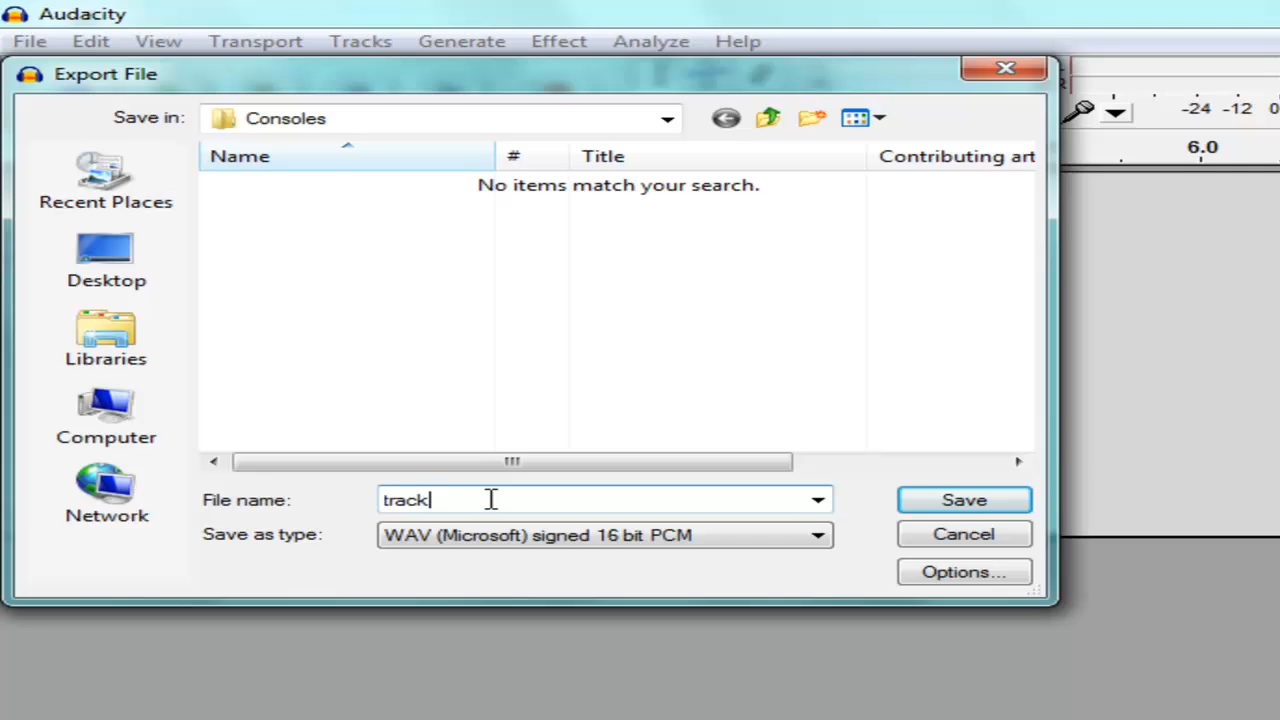 Audacity
File Edit View Transport Tracks Generate Effect Analyze Help
Export File
Save in: Consoles
-24 -12 0
6.0
Name # Title Contributing art
No items match your search.
Recent Places
Desktop
Libraries
Computer
Network
File name: track Save
Save as type: WAV (Microsoft) signed 16 bit PCM Cancel
Options...